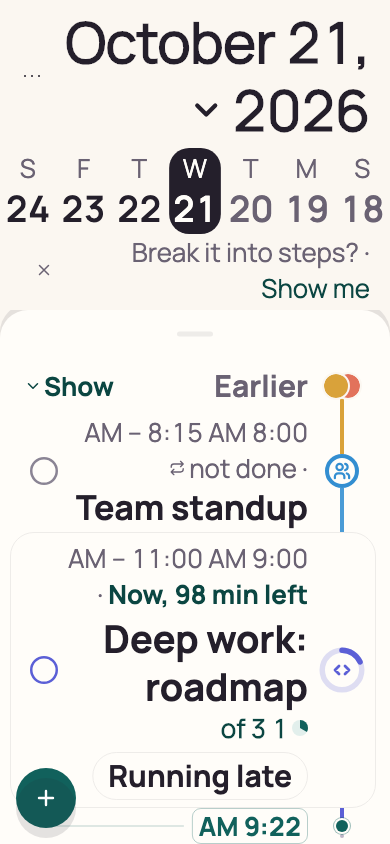 October 21,
2026
...
S F T W T M S
24 23 22 21 20 19 18
Break it into steps? ·
Show me
Show
Earlier
AM – 8:15 AM 8:00
not done ·
Team standup
AM – 11:00 AM 9:00
· Now, 98 min left
Deep work:
roadmap
of 3 1
Running late
AM 9:22